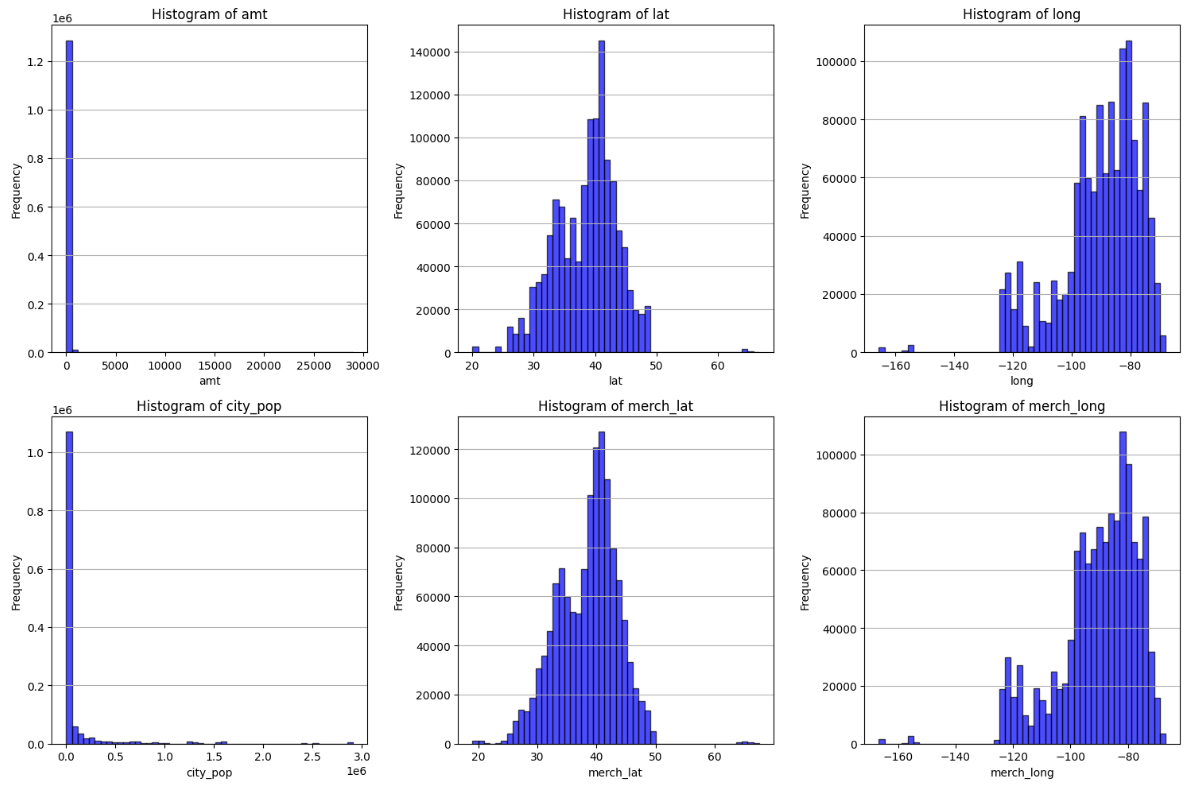 Histogram of amt
1e6
Frequency
1.2
1.0
0.8
0.6
0.4
0.2
0.0
0 5000 10000 15000 20000 25000 30000
amt
Histogram of lat
Frequency
140000
120000
100000
80000
60000
40000
20000
0
20 30 40 50 60
lat
Histogram of long
Frequency
100000
80000
60000
40000
20000
0
−160 −140 −120 −100 −80
long
Histogram of city_pop
1e6
Frequency
1.0
0.8
0.6
0.4
0.2
0.0
0.0 0.5 1.0 1.5 2.0 2.5 3.0
city_pop 1e6
Histogram of merch_lat
Frequency
120000
100000
80000
60000
40000
20000
0
20 30 40 50 60
merch_lat
Histogram of merch_long
Frequency
100000
80000
60000
40000
20000
0
−160 −140 −120 −100 −80
merch_long